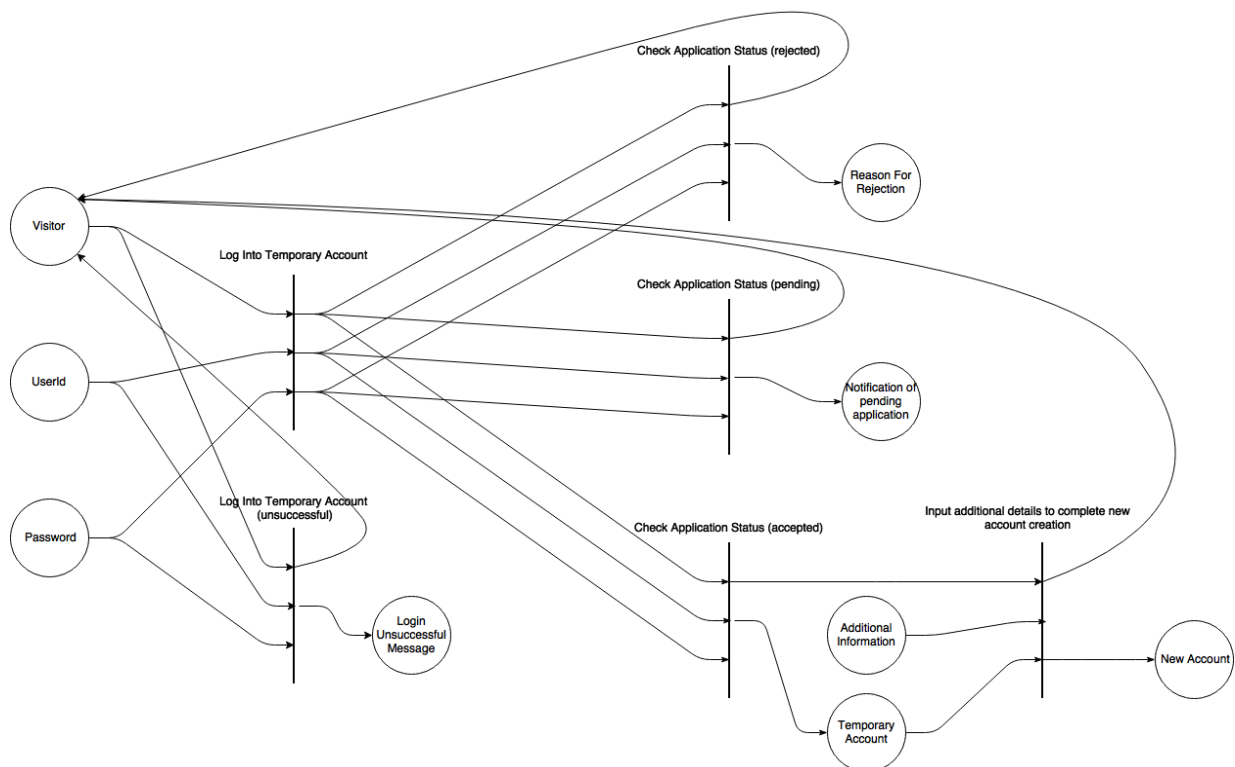 Check Application Status (rejected)
Reason For
Rejection
Visitor
Log Into Temporary Account
Check Application Status (pending)
UserId
Notification of
pending
application
Log Into Temporary Account
(unsuccessful)
Password
Check Application Status (accepted)
Input additional details to complete new
account creation
Login
Unsuccessful
Message
Additional
Information
New Account
Temporary
Account